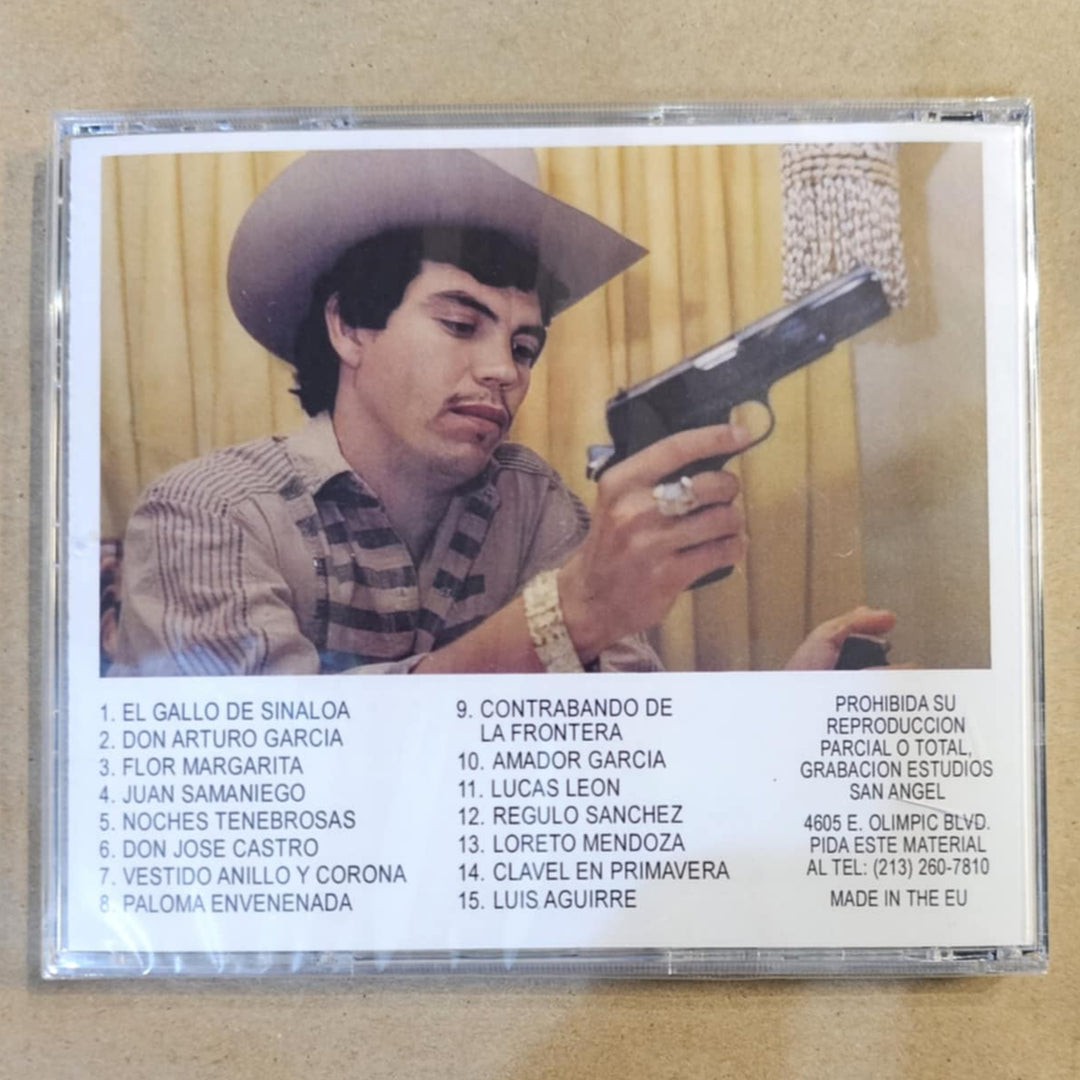 1. EL GALLO DE SINALOA
2. DON ARTURO GARCIA
3. FLOR MARGARITA
4. JUAN SAMANIEGO
5. NOCHES TENEBROSAS
6. DON JOSE CASTRO
7. VESTIDO ANILLO Y CORONA
8. PALOMA ENVENENADA
9. CONTRABANDO DE
LA FRONTERA
10. AMADOR GARCIA
11. LUCAS LEON
12. REGULO SANCHEZ
13. LORETO MENDOZA
14. CLAVEL EN PRIMAVERA
15. LUIS AGUIRRE
PROHIBIDA SU
REPRODUCCION
PARCIAL O TOTAL,
GRABACION ESTUDIOS
SAN ANGEL
4605 E. OLIMPIC BLVD.
PIDA ESTE MATERIAL
AL TEL: (213) 260-7810
MADE IN THE EU